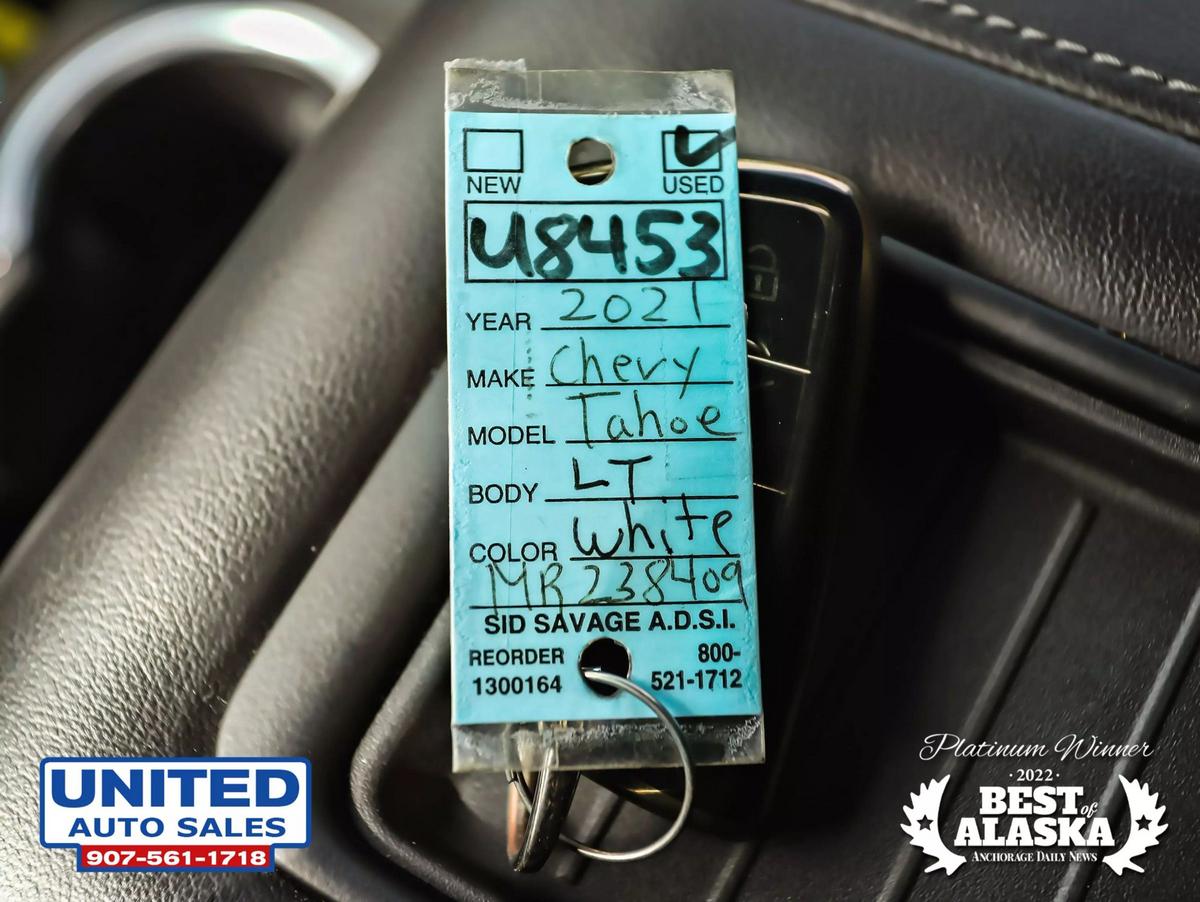 NEW USED
U8453
YEAR 2021
MAKE Chevy
MODEL Tahoe
BODY LT
COLOR White
MR238409
SID SAVAGE A.D.S.I.
REORDER 800-
1300164 521-1712
UNITED
AUTO SALES
907-561-1718
Platinum Winner
· 2022 ·
BEST of
ALASKA
ANCHORAGE DAILY NEWS